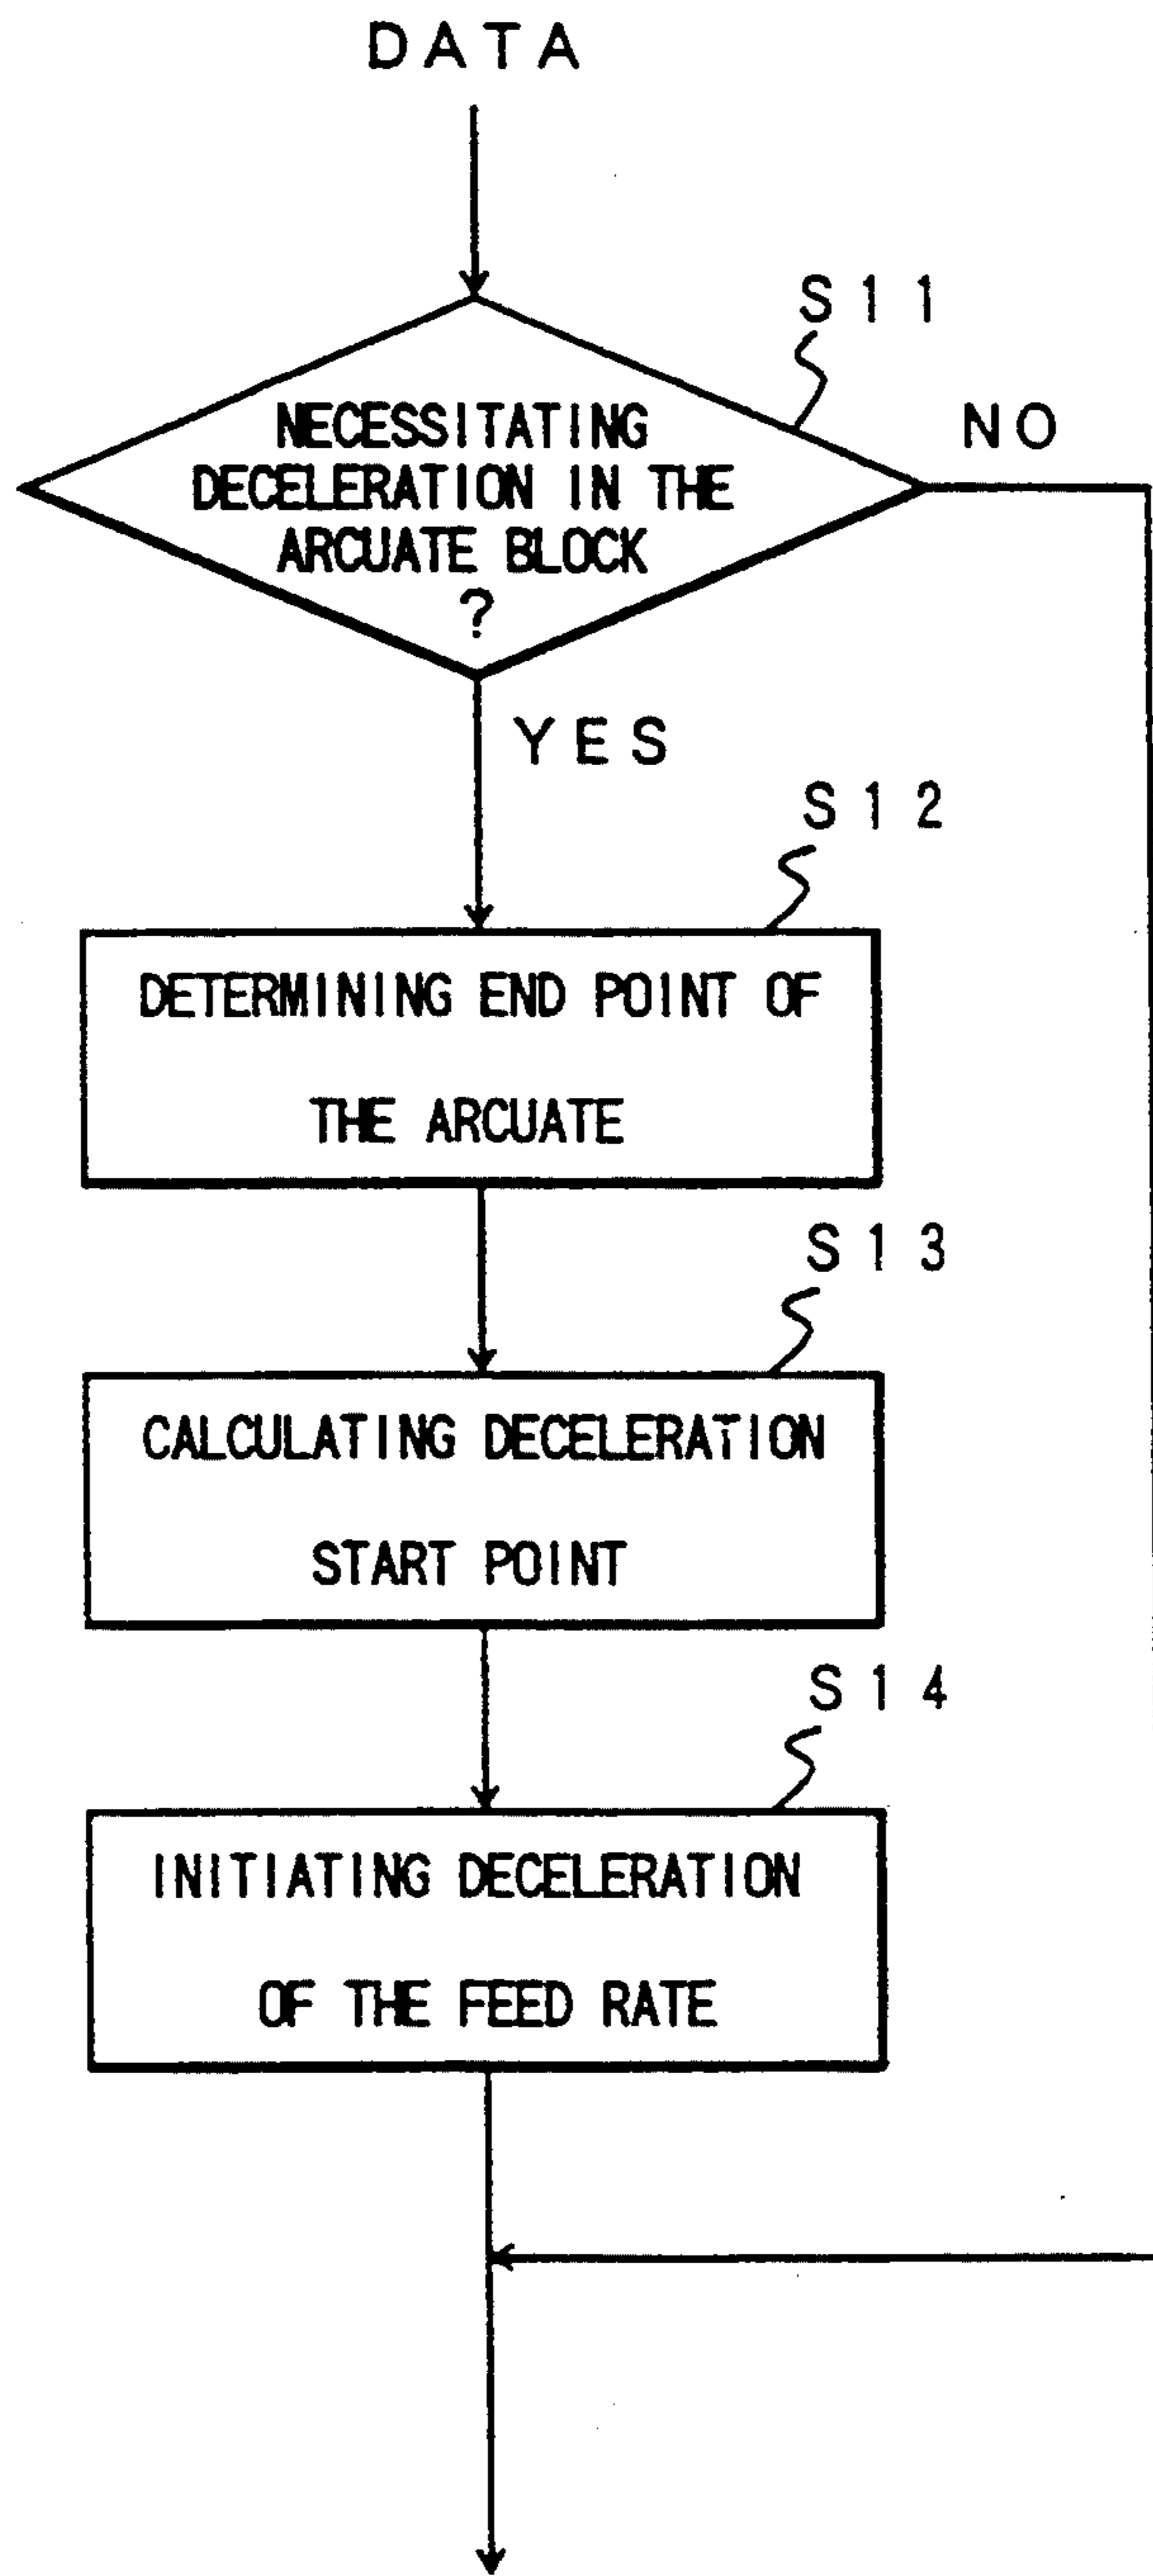 DATA
S11
NECESSITATING
DECELERATION IN THE
ARCUATE BLOCK
?
NO
YES
S12
DETERMINING END POINT OF
THE ARCUATE
S13
CALCULATING DECELERATION
START POINT
S14
INITIATING DECELERATION
OF THE FEED RATE